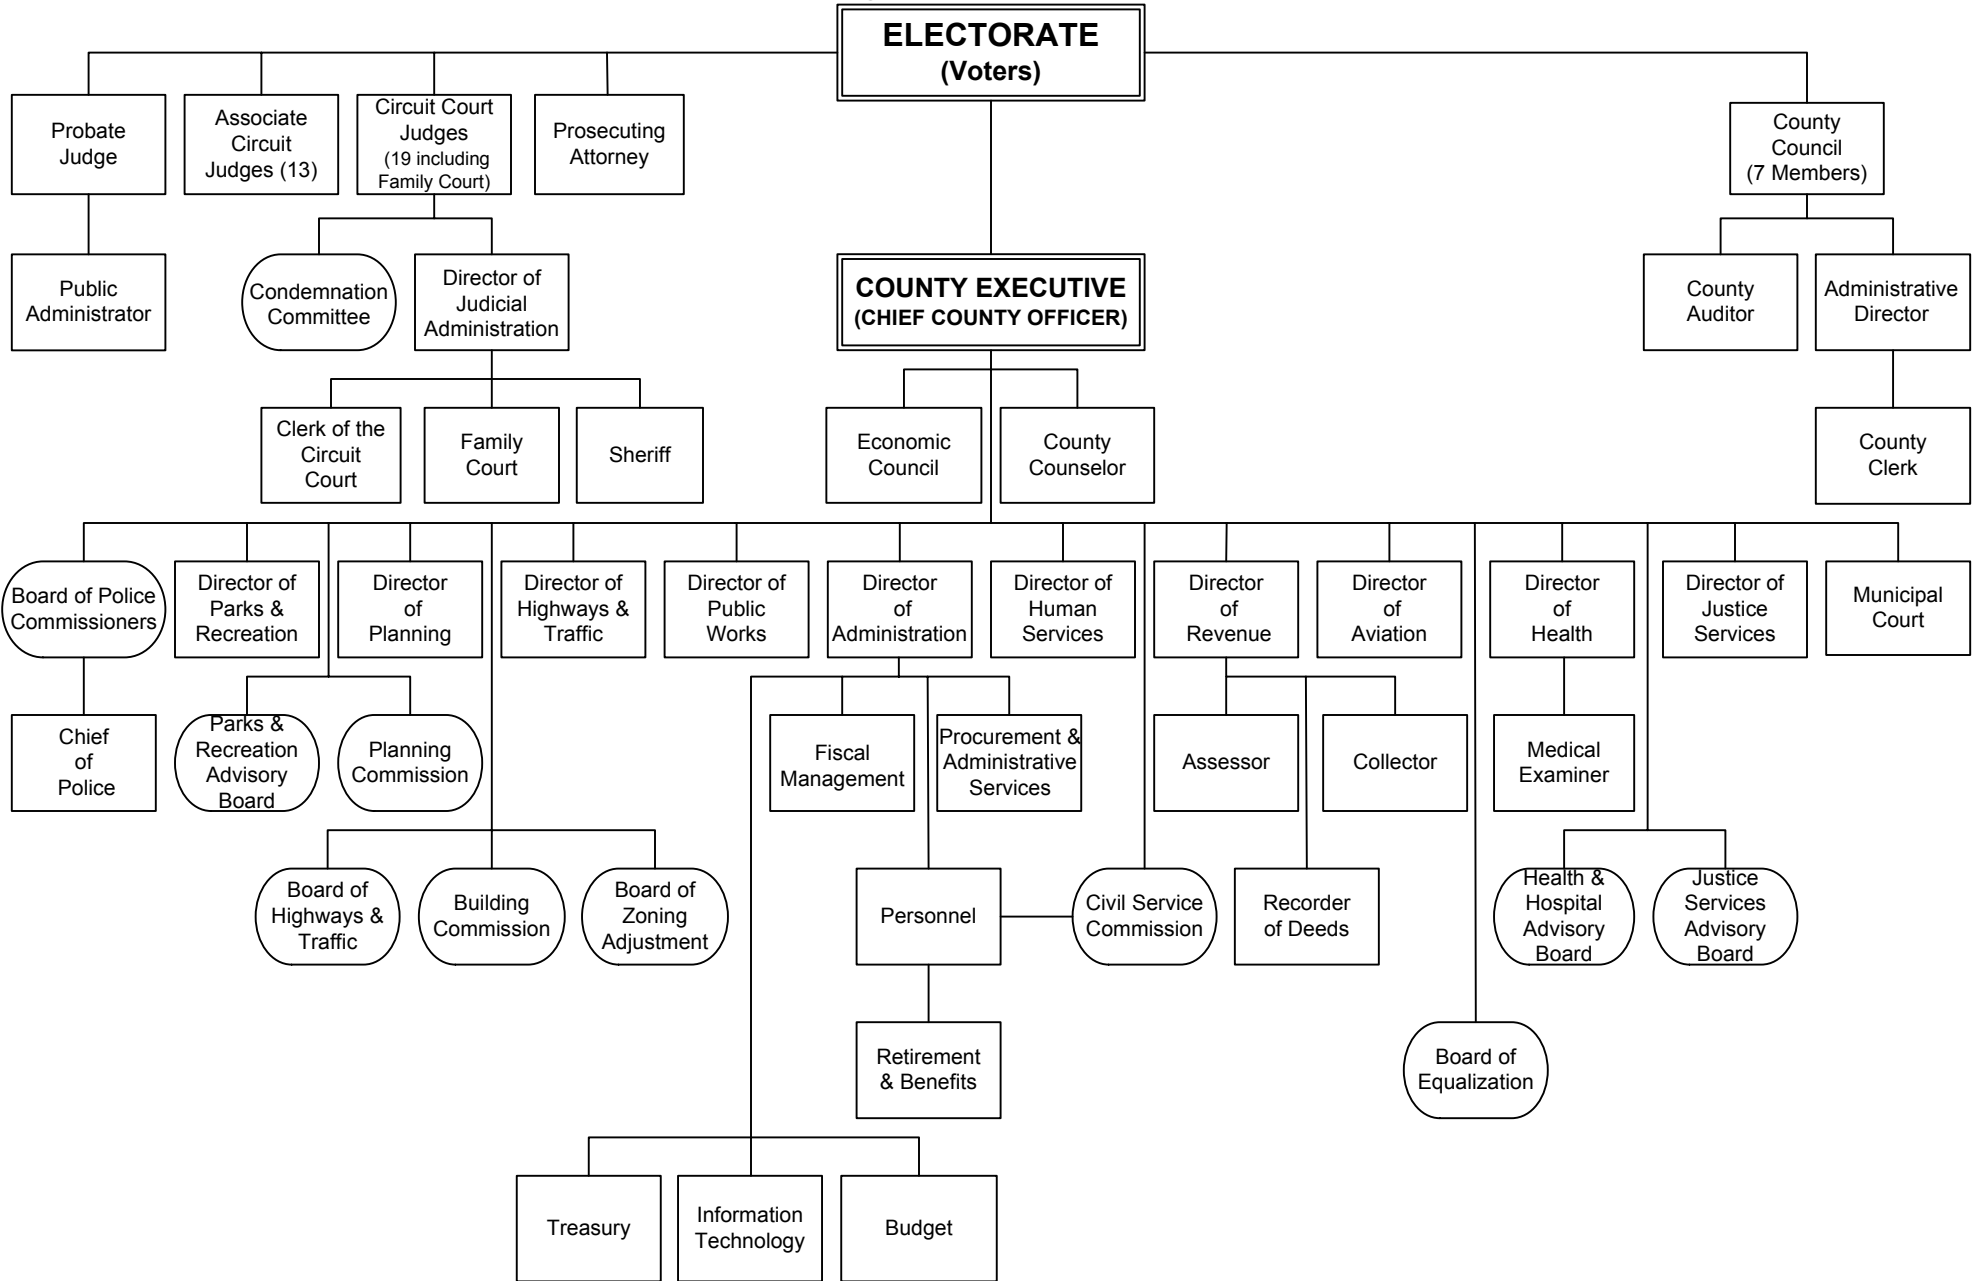 ELECTORATE
(Voters)
Probate
Judge
Associate
Circuit
Judges (13)
Circuit Court
Judges
(19 including
Family Court)
Prosecuting
Attorney
County
Council
(7 Members)
Public
Administrator
Condemnation
Committee
Director of
Judicial
Administration
COUNTY EXECUTIVE
(CHIEF COUNTY OFFICER)
County
Auditor
Administrative
Director
Clerk of the
Circuit
Court
Family
Court
Sheriff
Economic
Council
County
Counselor
County
Clerk
Board of Police
Commissioners
Director of
Parks &
Recreation
Director
of
Planning
Director of
Highways &
Traffic
Director of
Public
Works
Director
of
Administration
Director of
Human
Services
Director
of
Revenue
Director
of
Aviation
Director
of
Health
Director of
Justice
Services
Municipal
Court
Chief
of
Police
Parks &
Recreation
Advisory
Board
Planning
Commission
Fiscal
Management
Procurement &
Administrative
Services
Assessor
Collector
Medical
Examiner
Board of
Highways &
Traffic
Building
Commission
Board of
Zoning
Adjustment
Personnel
Civil Service
Commission
Recorder
of Deeds
Health &
Hospital
Advisory
Board
Justice
Services
Advisory
Board
Retirement
& Benefits
Board of
Equalization
Treasury
Information
Technology
Budget